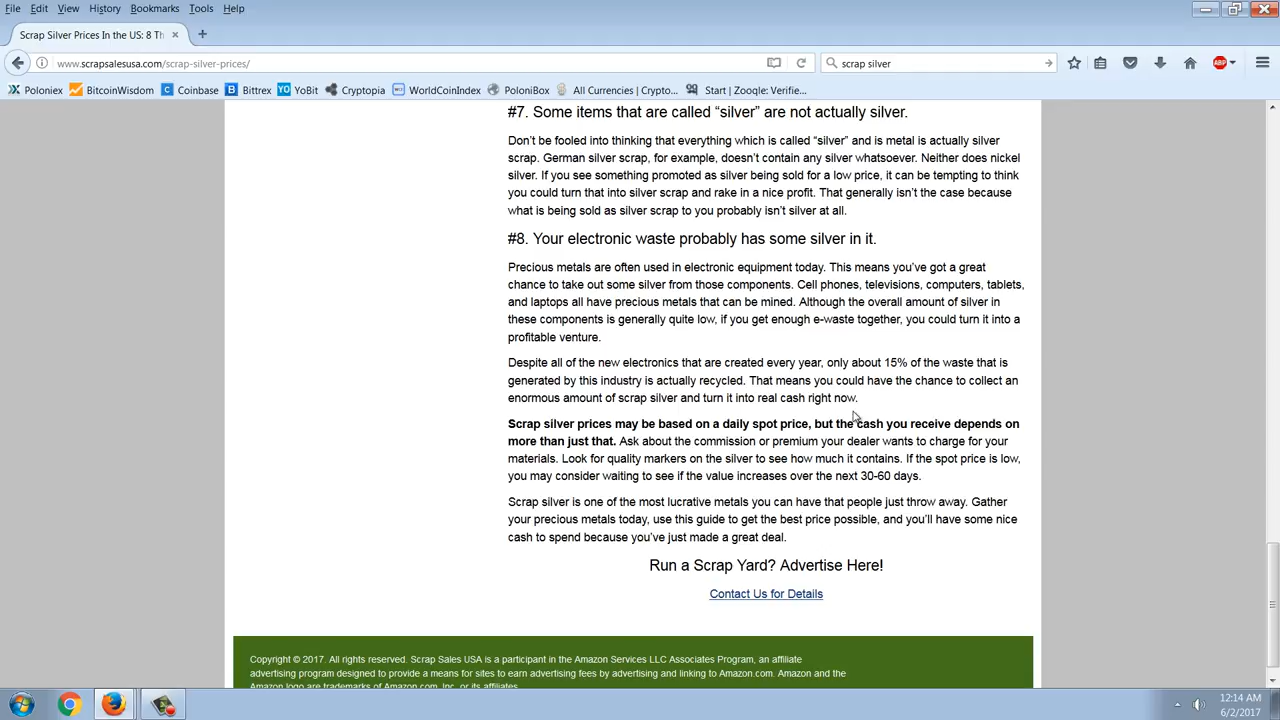 File Edit View History Bookmarks Tools Help
Scrap Silver Prices In the US: 8 Th
www.scrapsalesusa.com/scrap-silver-prices/
scrap silver
ABP
Poloniex BitcoinWisdom Coinbase Bittrex YoBit Cryptopia WorldCoinIndex PoloniBox All Currencies | Crypto... Start | Zooqle: Verifie...
#7. Some items that are called “silver” are not actually silver.
Don’t be fooled into thinking that everything which is called “silver” and is metal is actually silver
scrap. German silver scrap, for example, doesn’t contain any silver whatsoever. Neither does nickel
silver. If you see something promoted as silver being sold for a low price, it can be tempting to think
you could turn that into silver scrap and rake in a nice profit. That generally isn’t the case because
what is being sold as silver scrap to you probably isn’t silver at all.
#8. Your electronic waste probably has some silver in it.
Precious metals are often used in electronic equipment today. This means you’ve got a great
chance to take out some silver from those components. Cell phones, televisions, computers, tablets,
and laptops all have precious metals that can be mined. Although the overall amount of silver in
these components is generally quite low, if you get enough e-waste together, you could turn it into a
profitable venture.
Despite all of the new electronics that are created every year, only about 15% of the waste that is
generated by this industry is actually recycled. That means you could have the chance to collect an
enormous amount of scrap silver and turn it into real cash right now.
Scrap silver prices may be based on a daily spot price, but the cash you receive depends on
more than just that. Ask about the commission or premium your dealer wants to charge for your
materials. Look for quality markers on the silver to see how much it contains. If the spot price is low,
you may consider waiting to see if the value increases over the next 30-60 days.
Scrap silver is one of the most lucrative metals you can have that people just throw away. Gather
your precious metals today, use this guide to get the best price possible, and you’ll have some nice
cash to spend because you’ve just made a great deal.
Run a Scrap Yard? Advertise Here!
Contact Us for Details
Copyright © 2017. All rights reserved. Scrap Sales USA is a participant in the Amazon Services LLC Associates Program, an affiliate
advertising program designed to provide a means for sites to earn advertising fees by advertising and linking to Amazon.com. Amazon and the
Amazon logo are trademarks of Amazon.com, Inc. or its affiliates.
12:14 AM
6/2/2017